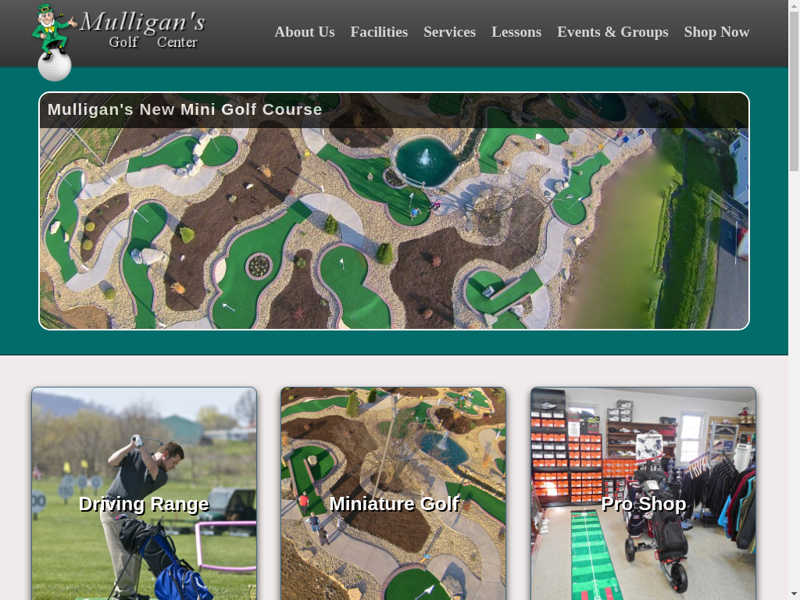 Mulligan's
Golf Center
About Us Facilities Services Lessons Events & Groups Shop Now
Mulligan's New Mini Golf Course
Driving Range Miniature Golf Pro Shop